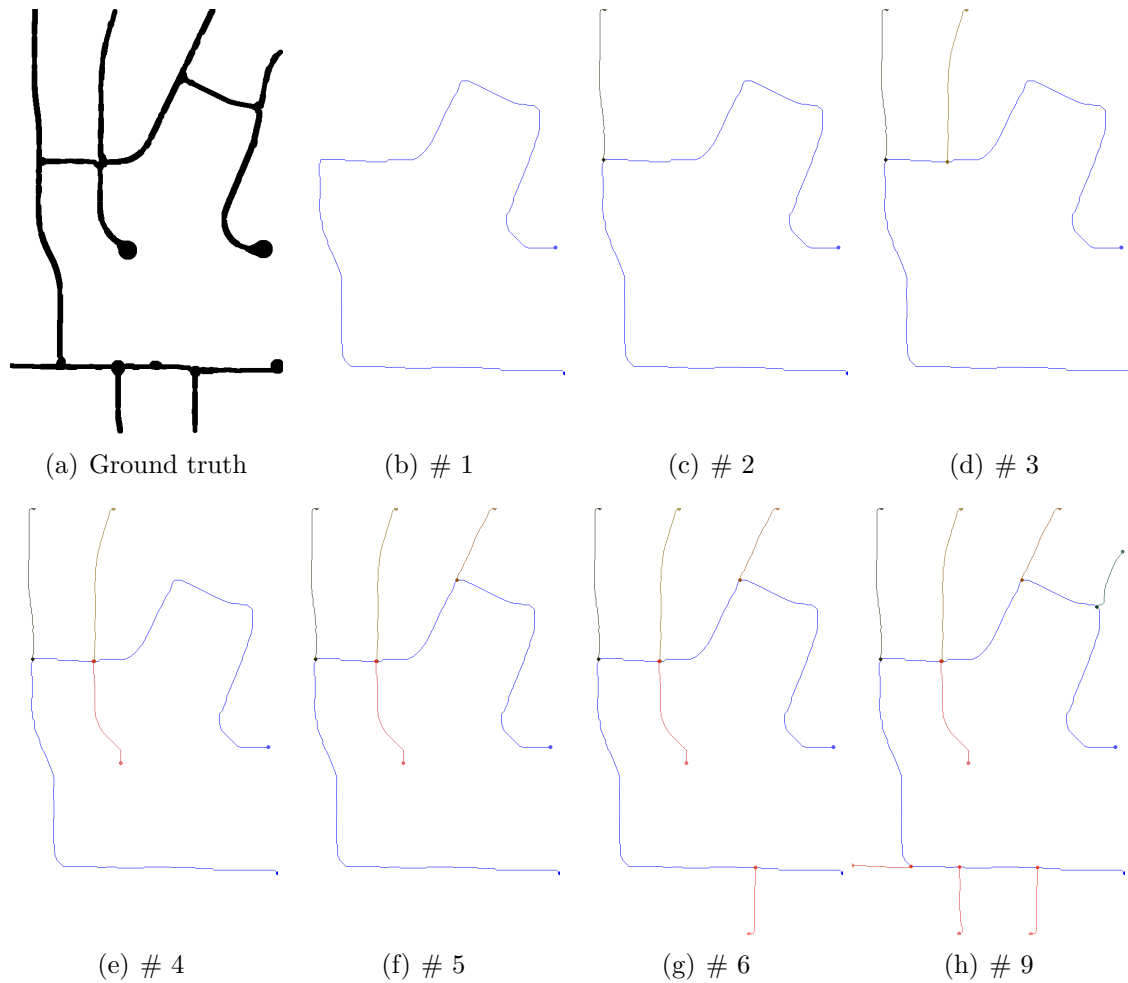 (a) Ground truth
(b) # 1
(c) # 2
(d) # 3
(e) # 4
(f) # 5
(g) # 6
(h) # 9